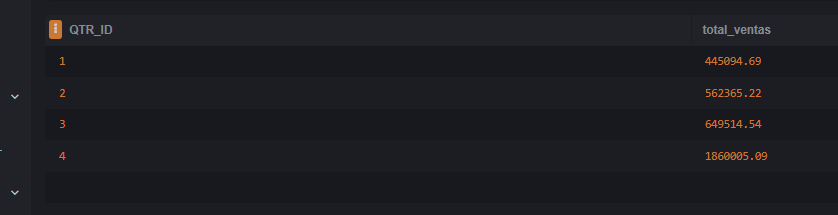 i QTR_ID total_ventas
1 445094.69
2 562365.22
3 649514.54
4 1860005.09